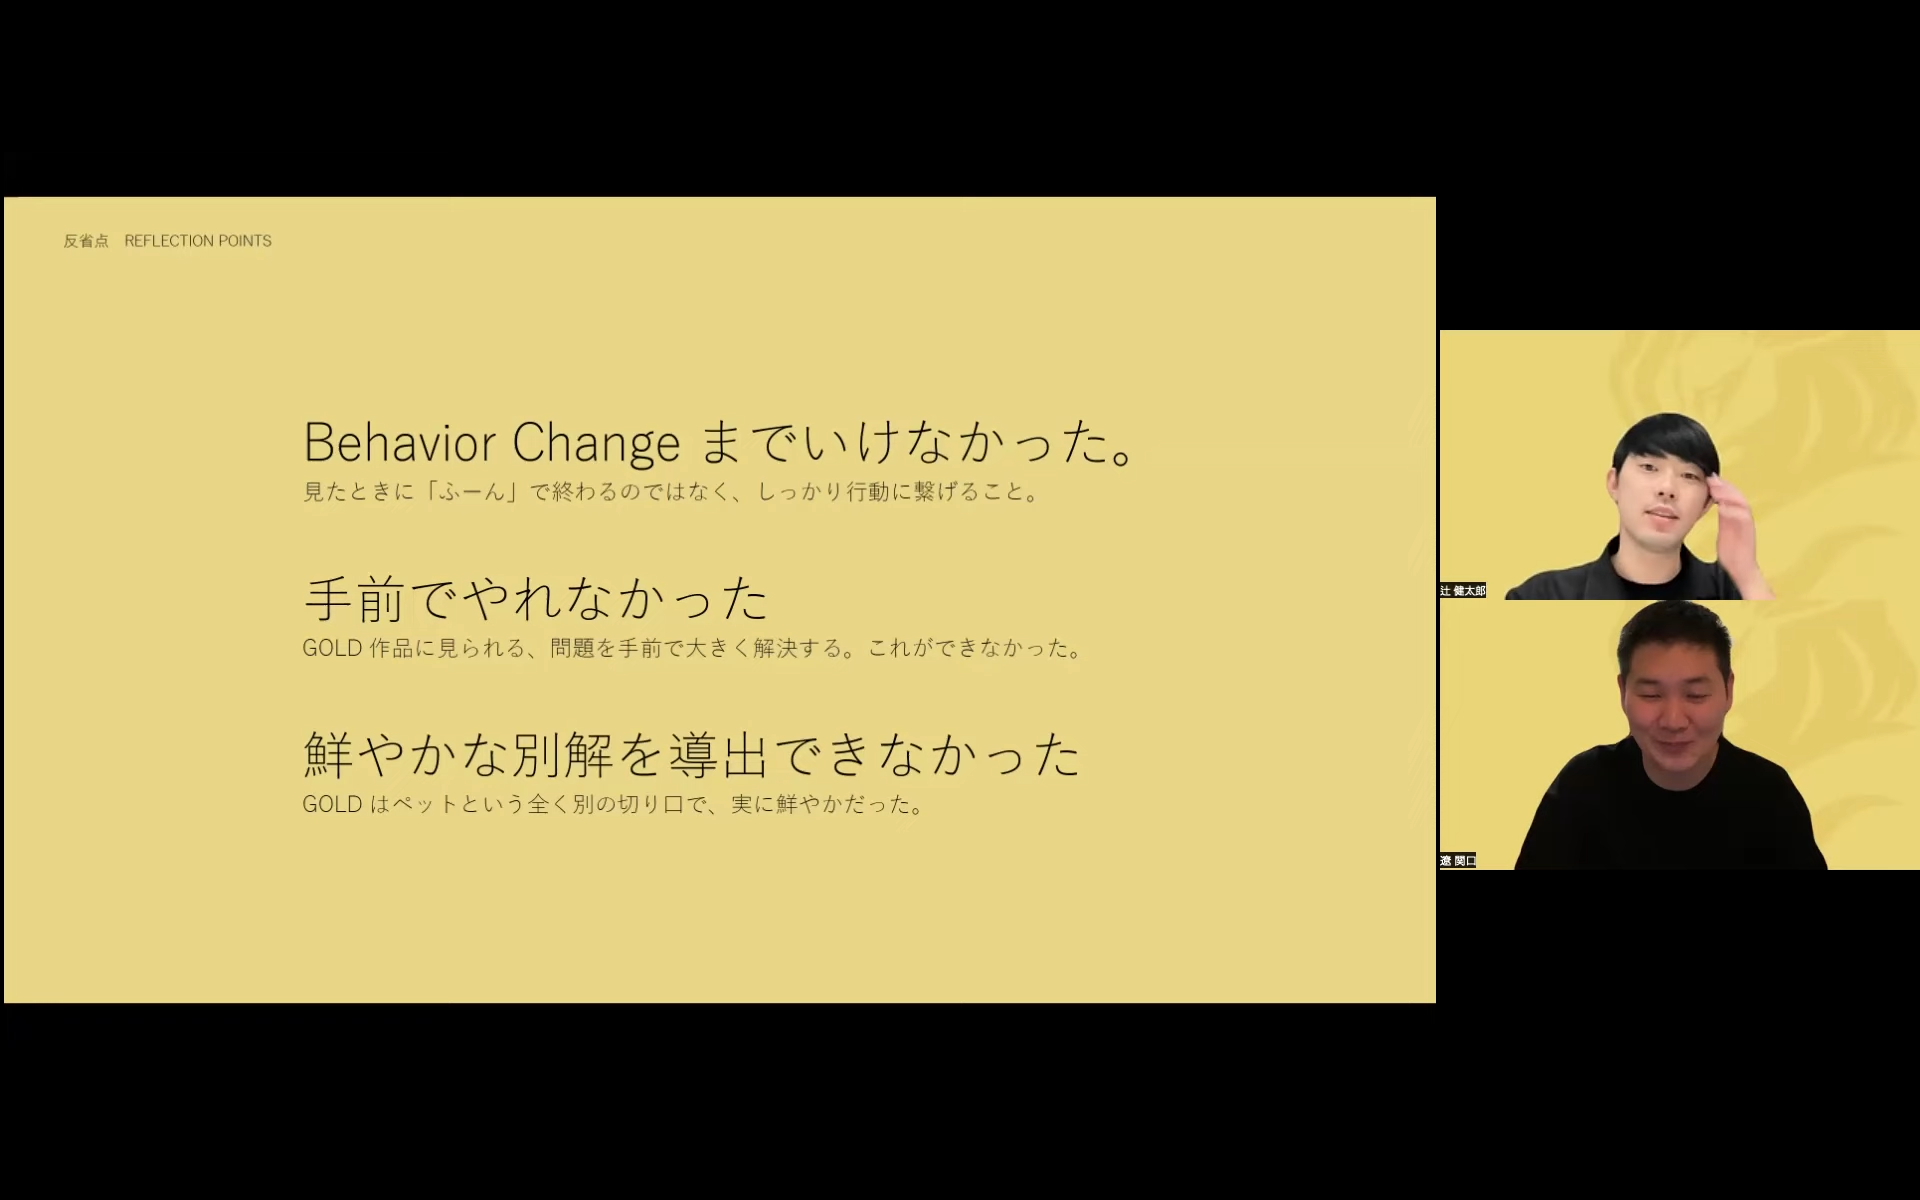 反省点 REFLECTION POINTS
Behavior Change までいけなかった。
見たときに「ふーん」で終わるのではなく、しっかり行動に繋げること。
手前でやれなかった
GOLD 作品に見られる、問題を手前で大きく解決する。これができなかった。
鮮やかな別解を導出できなかった
GOLD はペットという全く別の切り口で、実に鮮やかだった。
辻 健太郎
遼 関口